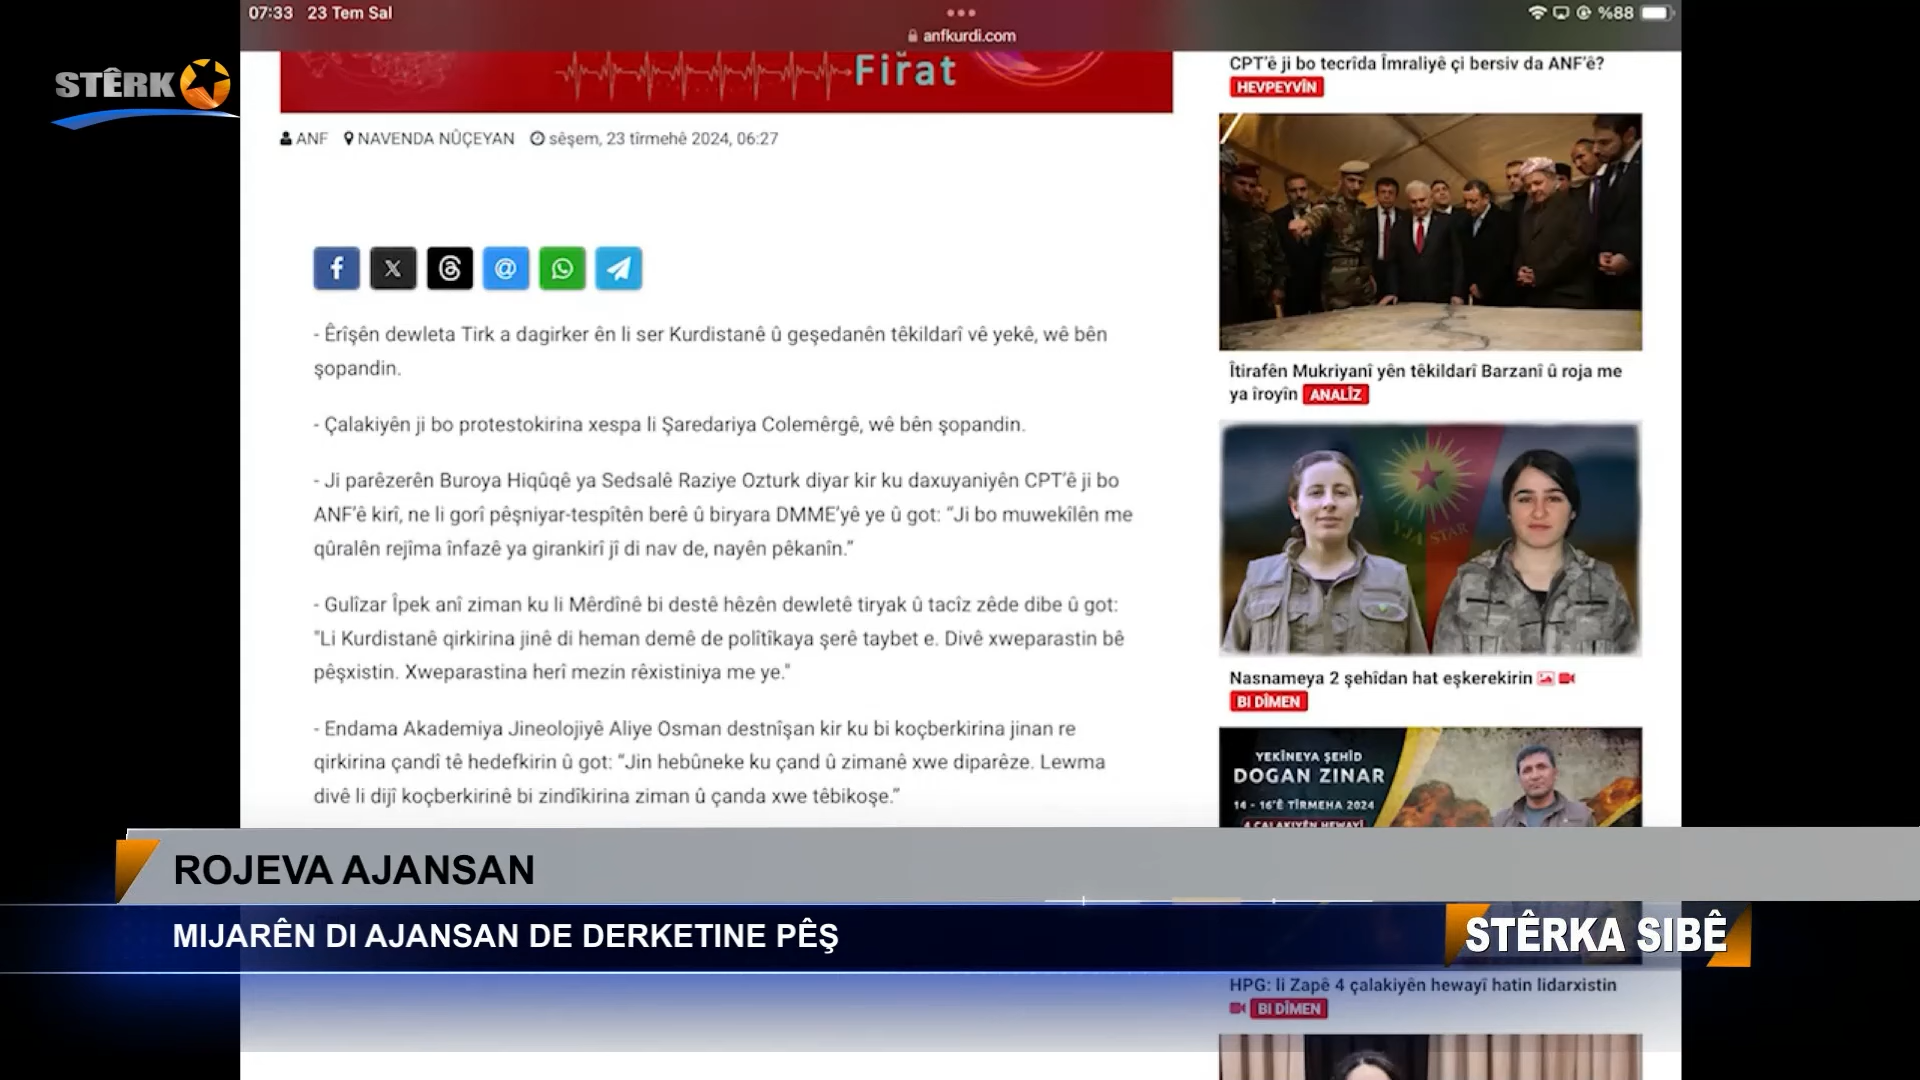 07:33 23 Tem Sal
%88
anfkurdi.com
STÊRK
Firat
ANF NAVENDA NÛÇEYAN sêşem, 23 tîrmehê 2024, 06:27
- Êrîşên dewleta Tirk a dagirker ên li ser Kurdistanê û geşedanên têkildarî vê yekê, wê bên
şopandin.
- Çalakiyên ji bo protestokirina xespa li Şaredariya Colemêrgê, wê bên şopandin.
- Ji parêzerên Buroya Hiqûqê ya Sedsalê Raziye Ozturk diyar kir ku daxuyaniyên CPT’ê ji bo
ANF’ê kirî, ne li gorî pêşniyar-tespîtên berê û biryara DMME’yê ye û got: “Ji bo muwekîlên me
qûralên rejîma înfazê ya girankirî jî di nav de, nayên pêkanîn.”
- Gulîzar Îpek anî ziman ku li Mêrdînê bi destê hêzên dewletê tiryak û tacîz zêde dibe û got:
"Li Kurdistanê qirkirina jinê di heman demê de polîtîkaya şerê taybet e. Divê xweparastin bê
pêşxistin. Xweparastina herî mezin rêxistiniya me ye."
- Endama Akademiya Jineolojiyê Aliye Osman destnîşan kir ku bi koçberkirina jinan re
qirkirina çandî tê hedefkirin û got: “Jin hebûneke ku çand û zimanê xwe diparêze. Lewma
divê li dijî koçberkirinê bi zindîkirina ziman û çanda xwe têbikoşe.”
CPT’ê ji bo tecrîda Îmraliyê çi bersiv da ANF’ê?
HEVPEYVÎN
Îtirafên Mukriyanî yên têkildarî Barzanî û roja me
ya îroyîn ANALÎZ
YJA STAR
Nasnameya 2 şehîdan hat eşkerekirin
BI DÎMEN
YEKÎNEYA ŞEHÎD
DOGAN ZINAR
14 - 16'Ê TÎRMEHA 2024
4 ÇALAKIYÊN HEWAYÎ
HPG: li Zapê 4 çalakiyên hewayî hatin lidarxistin
BI DÎMEN
ROJEVA AJANSAN
MIJARÊN DI AJANSAN DE DERKETINE PÊŞ
STÊRKA SIBÊ